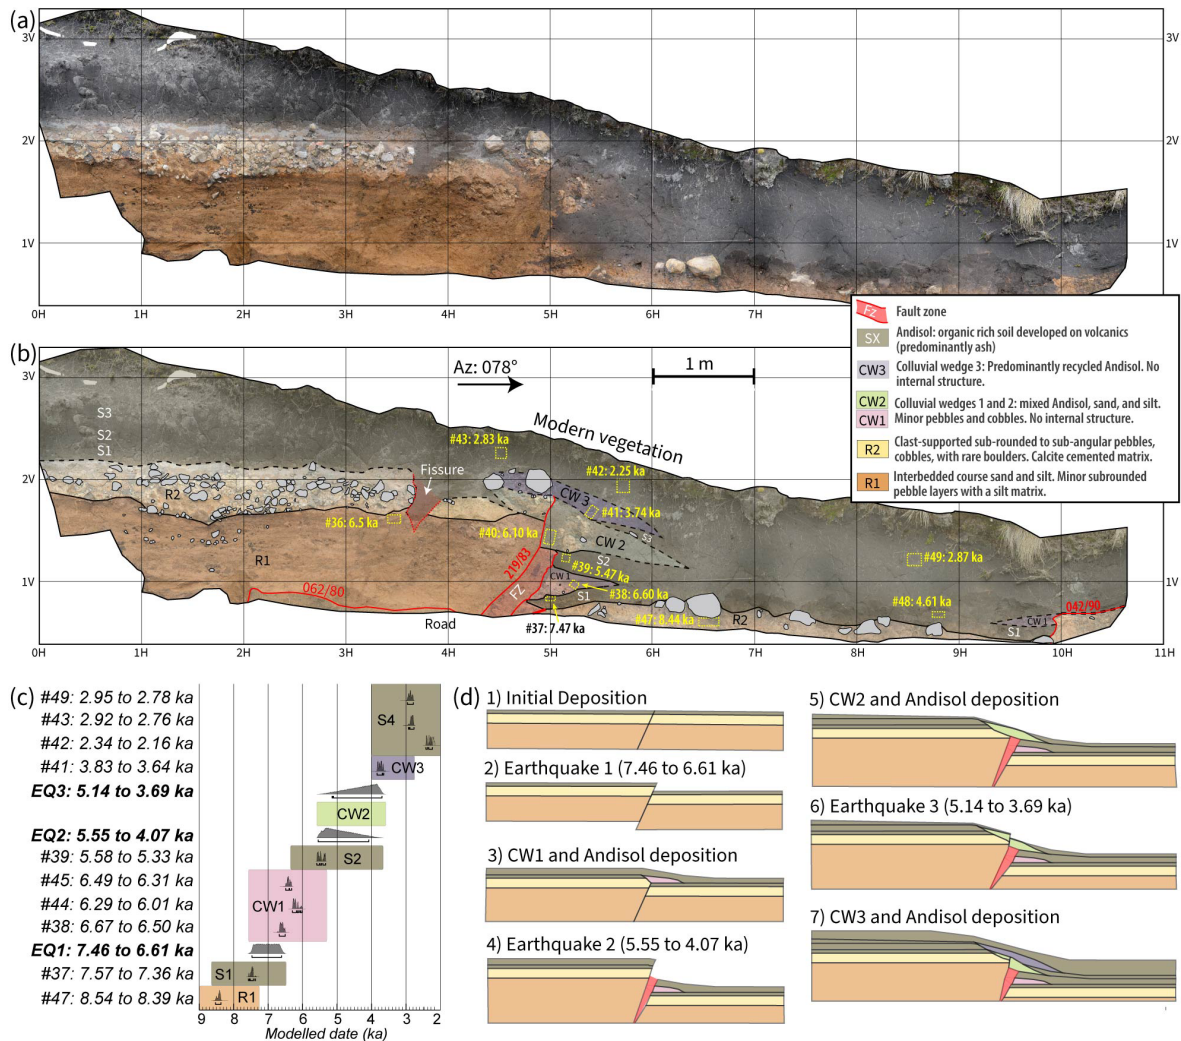 (a)
3V
2V
1V
3V
2V
1V
0H 1H 2H 3H 4H 5H 6H 7H
(b)
Az: 078°
1 m
3V
2V
1V
1V
S3
S2
S1
R2
R1
Fissure
Modern vegetation
#43: 2.83 ka
#42: 2.25 ka
CW 3
#41: 3.74 ka
#36: 6.5 ka
#40: 6.10 ka
S3
CW 2
S2
#39: 5.47 ka
219/83
FZ
CW 1
#38: 6.60 ka
S1
#49: 2.87 ka
#48: 4.61 ka
062/80
042/90
CW 1
S1
#47: 8.44 ka
R2
#37: 7.47 ka
Road
0H 1H 2H 3H 4H 5H 6H 7H 8H 9H 10H 11H
Fz Fault zone
SX Andisol: organic rich soil developed on volcanics
(predominantly ash)
CW3 Colluvial wedge 3: Predominantly recycled Andisol. No
internal structure.
CW2 Colluvial wedges 1 and 2: mixed Andisol, sand, and silt.
CW1 Minor pebbles and cobbles. No internal structure.
R2 Clast-supported sub-rounded to sub-angular pebbles,
cobbles, with rare boulders. Calcite cemented matrix.
R1 Interbedded course sand and silt. Minor subrounded
pebble layers with a silt matrix.
(c)
#49: 2.95 to 2.78 ka
#43: 2.92 to 2.76 ka
S4
#42: 2.34 to 2.16 ka
#41: 3.83 to 3.64 ka
CW3
EQ3: 5.14 to 3.69 ka
CW2
EQ2: 5.55 to 4.07 ka
#39: 5.58 to 5.33 ka
S2
#45: 6.49 to 6.31 ka
#44: 6.29 to 6.01 ka
CW1
#38: 6.67 to 6.50 ka
EQ1: 7.46 to 6.61 ka
#37: 7.57 to 7.36 ka
S1
#47: 8.54 to 8.39 ka
R1
9 8 7 6 5 4 3 2
Modelled date (ka)
(d)
1) Initial Deposition
2) Earthquake 1 (7.46 to 6.61 ka)
3) CW1 and Andisol deposition
4) Earthquake 2 (5.55 to 4.07 ka)
5) CW2 and Andisol deposition
6) Earthquake 3 (5.14 to 3.69 ka)
7) CW3 and Andisol deposition